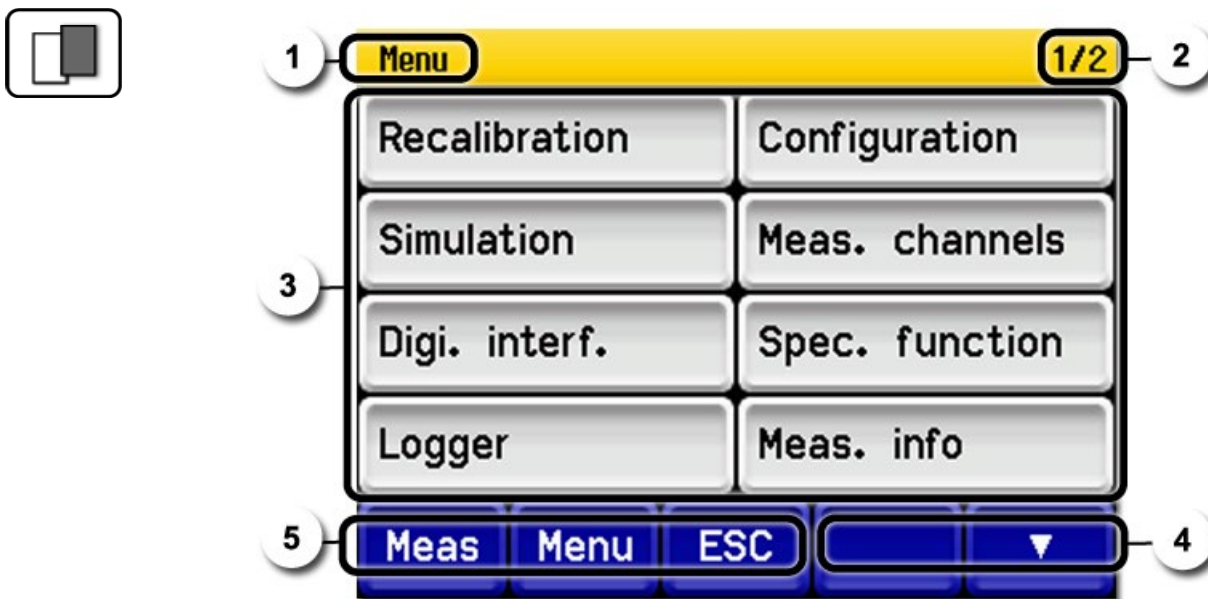 1 Menu 1/2 2
Recalibration Configuration
Simulation Meas. channels
3
Digi. interf. Spec. function
Logger Meas. info
5 Meas Menu ESC ▼ 4